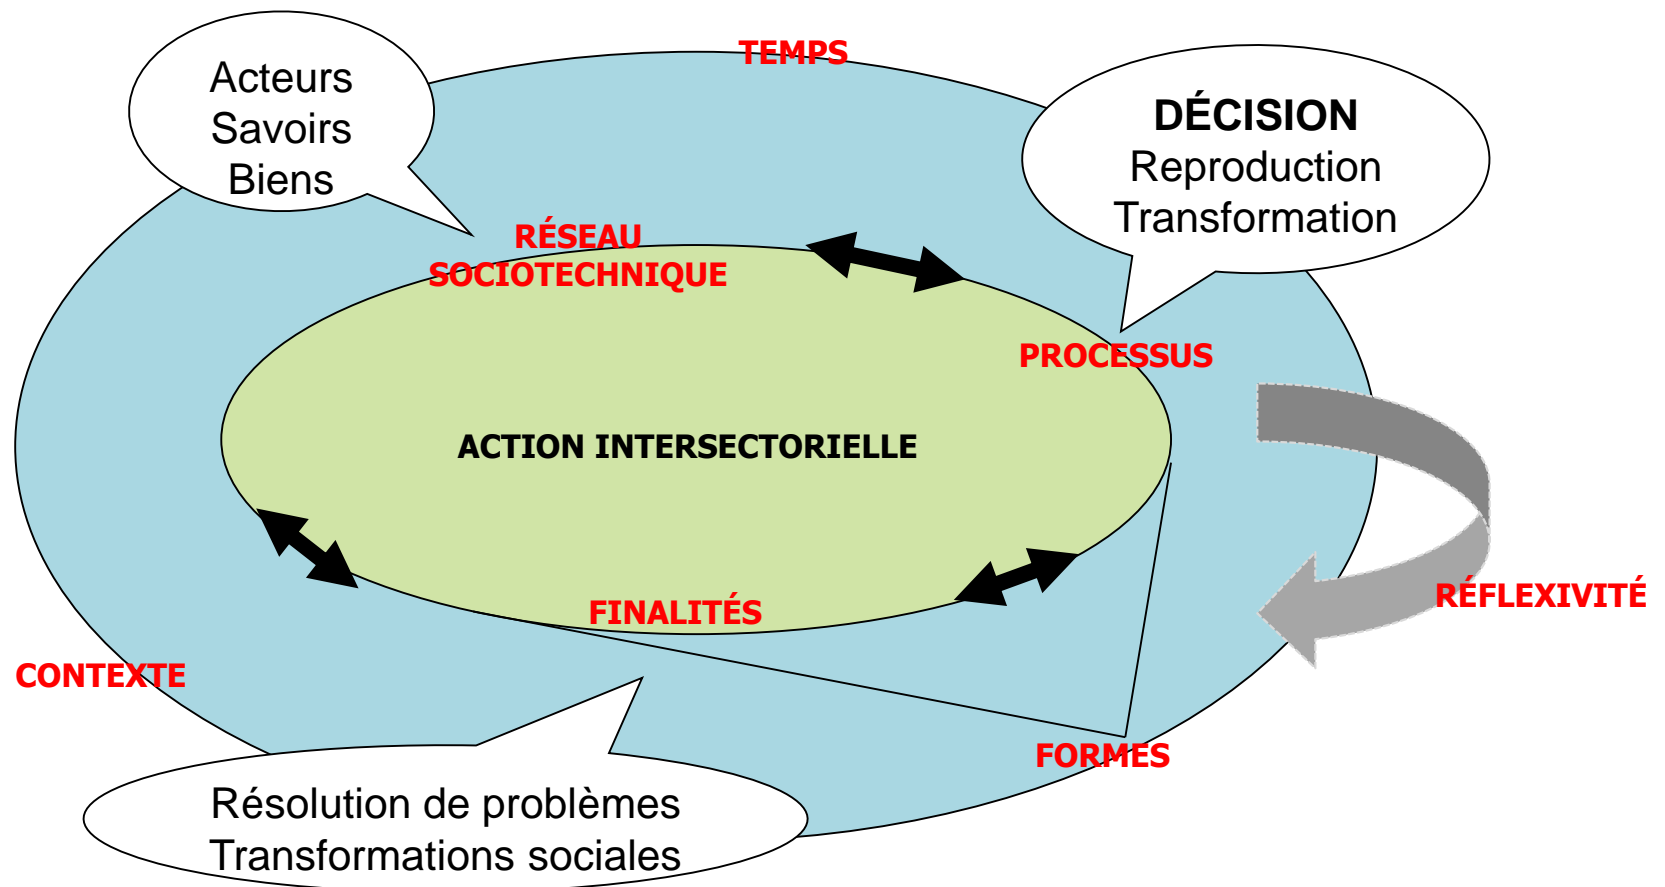 TEMPS
Acteurs
Savoirs
Biens
DÉCISION
Reproduction
Transformation
RÉSEAU
SOCIOTECHNIQUE
PROCESSUS
ACTION INTERSECTORIELLE
RÉFLEXIVITÉ
FINALITÉS
CONTEXTE
FORMES
Résolution de problèmes
Transformations sociales